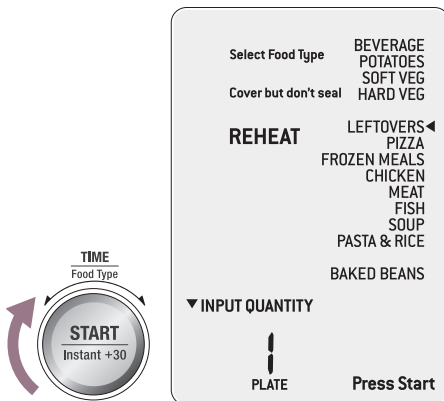 Select Food Type
Cover but don't seal
BEVERAGE
POTATOES
SOFT VEG
HARD VEG
REHEAT
LEFTOVERS◀
PIZZA
FROZEN MEALS
CHICKEN
MEAT
FISH
SOUP
PASTA & RICE
BAKED BEANS
▼INPUT QUANTITY
1
PLATE
Press Start
TIME
Food Type
START
Instant +30